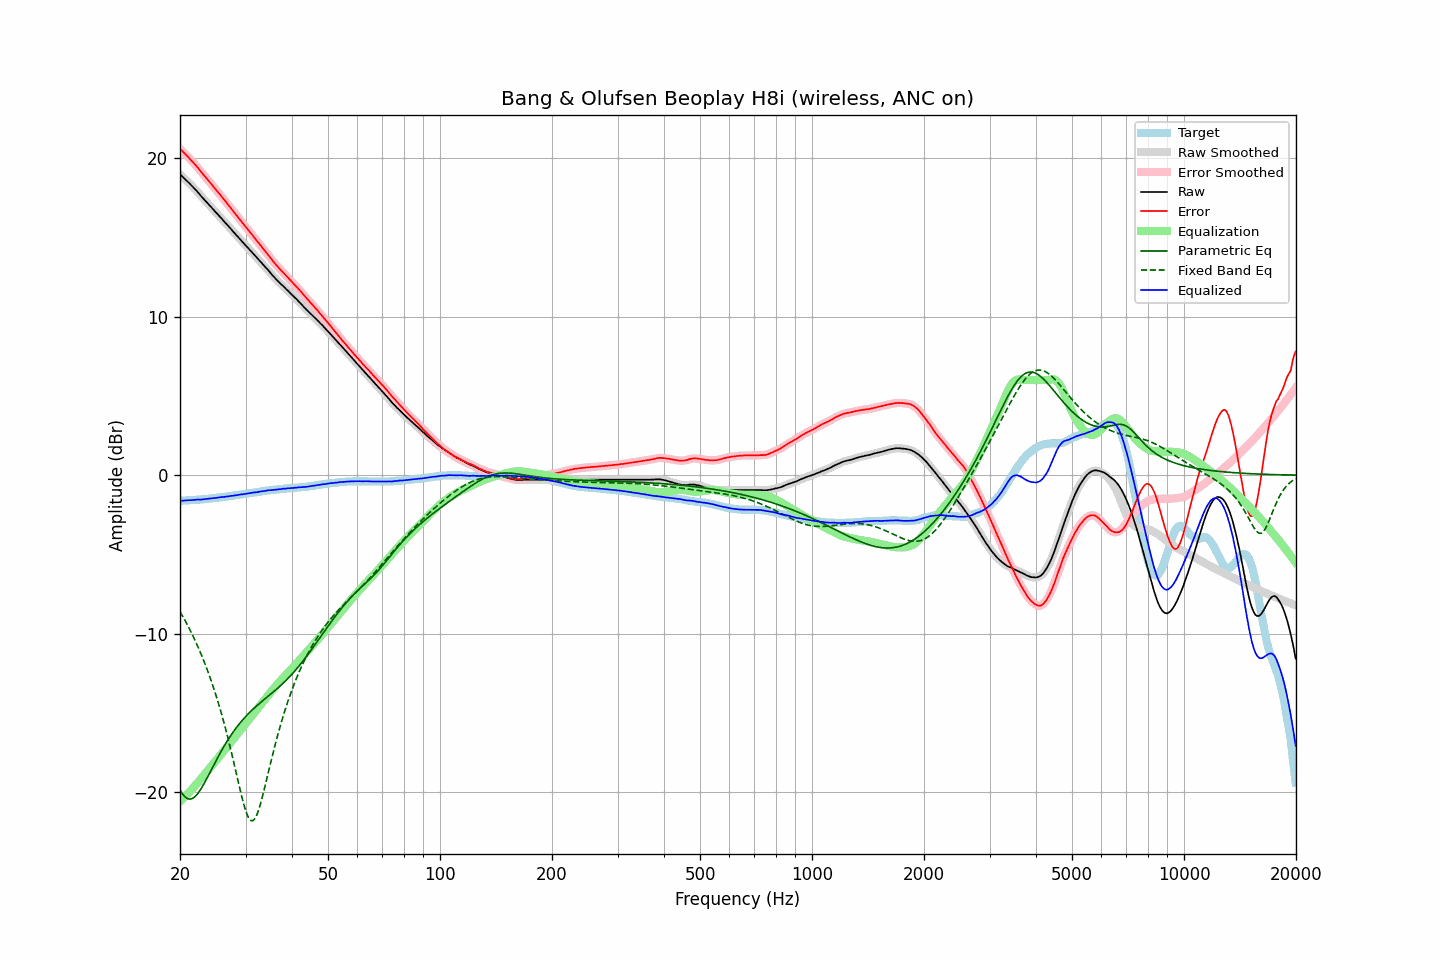 Bang & Olufsen Beoplay H8i (wireless, ANC on)
Target
Raw Smoothed
Error Smoothed
Raw
Error
Equalization
Parametric Eq
Fixed Band Eq
Equalized
20
10
0
−10
−20
Amplitude (dBr)
20
50
100
200
500
1000
2000
5000
10000
20000
Frequency (Hz)